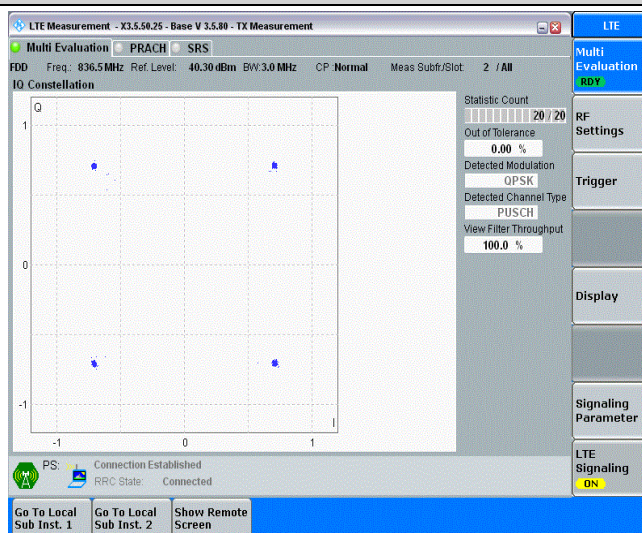 LTE Measurement - X3.5.50.25 - Base V 3.5.80 - TX Measurement
LTE
Multi Evaluation PRACH SRS
FDD Freq.: 836.5 MHz Ref. Level: 40.30 dBm BW: 3.0 MHz CP :Normal Meas Subfr./Slot: 2 / All
IQ Constellation
Q
1
0
-1
I
-1 0 1
Statistic Count
20 / 20
Out of Tolerance
0.00 %
Detected Modulation
QPSK
Detected Channel Type
PUSCH
View Filter Throughput
100.0 %
Multi
Evaluation
RDY
RF
Settings
Trigger
Display
Signaling
Parameter
LTE
Signaling
ON
PS: Connection Established
RRC State: Connected
Go To Local
Sub Inst. 1
Go To Local
Sub Inst. 2
Show Remote
Screen